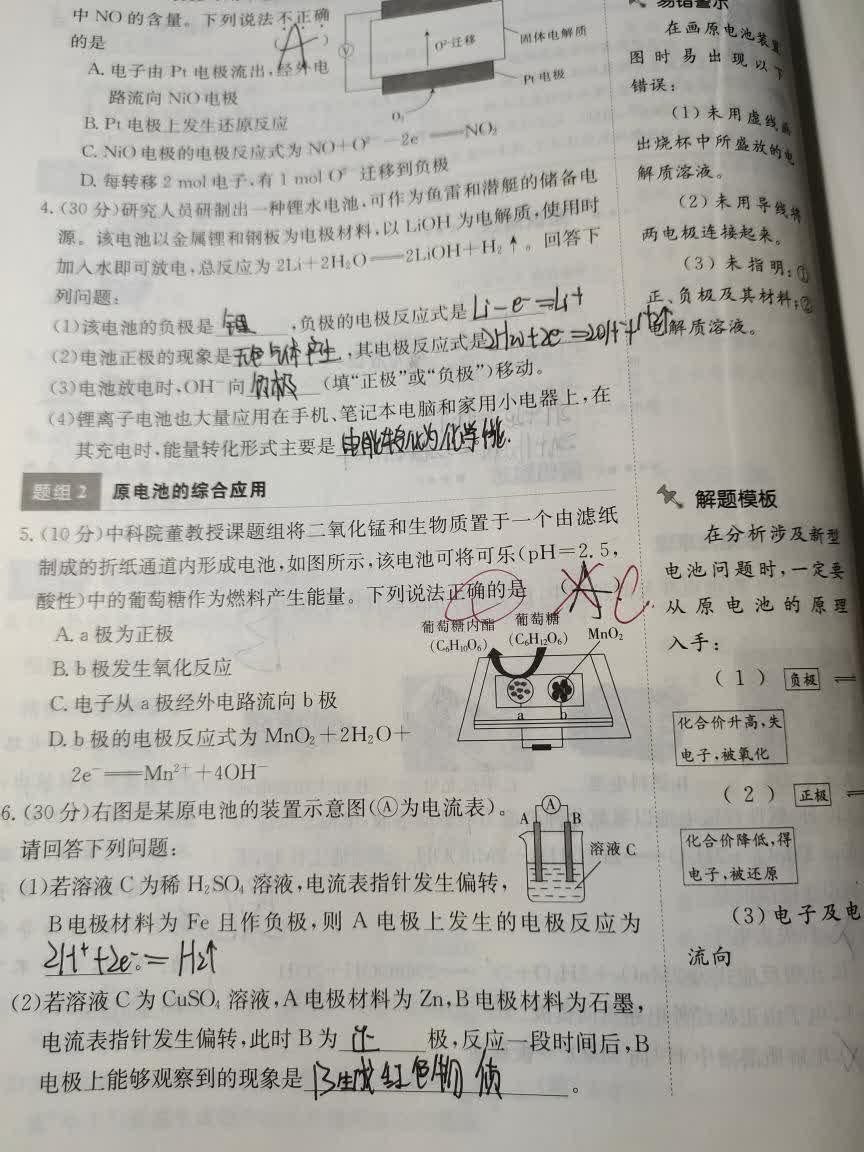 中 NO 的含量。下列说法不正确
的是 (A)
A. 电子由 Pt 电极流出,经外电
路流向 NiO 电极
B. Pt 电极上发生还原反应
C. NiO 电极的电极反应式为 NO+O²⁻-2e⁻══NO₂
D. 每转移 2 mol 电子,有 1 mol O²⁻ 迁移到负极
V
O²⁻迁移
固体电解质
Pt 电极
O₂
4. (30 分)研究人员研制出一种锂水电池,可作为鱼雷和潜艇的储备电
源。该电池以金属锂和钢板为电极材料,以 LiOH 为电解质,使用时
加入水即可放电,总反应为 2Li+2H₂O══2LiOH+H₂↑。回答下
列问题:
(1)该电池的负极是 锂 ,负极的电极反应式是 Li-e⁻=Li⁺
(2)电池正极的现象是 无色气体产生 ,其电极反应式是 2H₂O+2e⁻=2OH⁻+H₂↑
(3)电池放电时,OH⁻向 负极 (填“正极”或“负极”)移动。
(4)锂离子电池也大量应用在手机、笔记本电脑和家用小电器上,在
其充电时,能量转化形式主要是 电能转化为化学能.
题组 2 原电池的综合应用
5. (10 分)中科院董教授课题组将二氧化锰和生物质置于一个由滤纸
制成的折纸通道内形成电池,如图所示,该电池可将可乐(pH=2.5,
酸性)中的葡萄糖作为燃料产生能量。下列说法正确的是 (A) C
A. a 极为正极
B. b 极发生氧化反应
C. 电子从 a 极经外电路流向 b 极
D. b 极的电极反应式为 MnO₂+2H₂O+
2e⁻══Mn²⁺+4OH⁻
葡萄糖内酯 葡萄糖
(C₆H₁₀O₆) (C₆H₁₂O₆) MnO₂
a b
6. (30 分)右图是某原电池的装置示意图(Ⓐ为电流表)。
请回答下列问题:
(1)若溶液 C 为稀 H₂SO₄ 溶液,电流表指针发生偏转,
B 电极材料为 Fe 且作负极,则 A 电极上发生的电极反应为
2H⁺+2e⁻=H₂↑
(2)若溶液 C 为 CuSO₄ 溶液,A 电极材料为 Zn,B 电极材料为石墨,
电流表指针发生偏转,此时 B 为 正 极,反应一段时间后,B
电极上能够观察到的现象是 生成红色物质 。
A Ⓐ B
溶液 C
易错警示
在画原电池装置
图时易出现以下
错误:
(1)未用虚线画
出烧杯中所盛放的电
解质溶液。
(2)未用导线将
两电极连接起来。
(3)未指明:①
正、负极及其材料;②
电解质溶液。
解题模板
在分析涉及新型
电池问题时,一定要
从原电池的原理
入手:
(1) 负极 ══
化合价升高,失
电子,被氧化
(2) 正极 ══
化合价降低,得
电子,被还原
(3)电子及电
流向